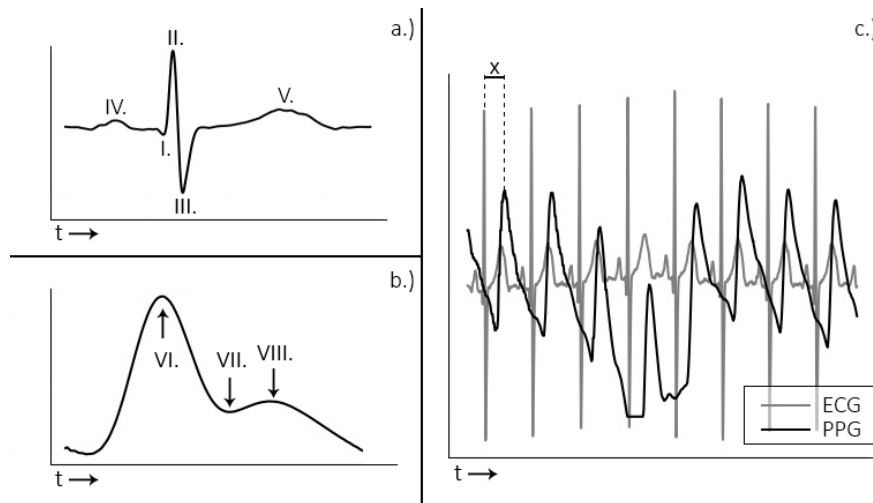 a.)
II.
IV.
V.
I.
III.
t
b.)
VI.
VII.
VIII.
t
c.)
x
ECG
PPG
t